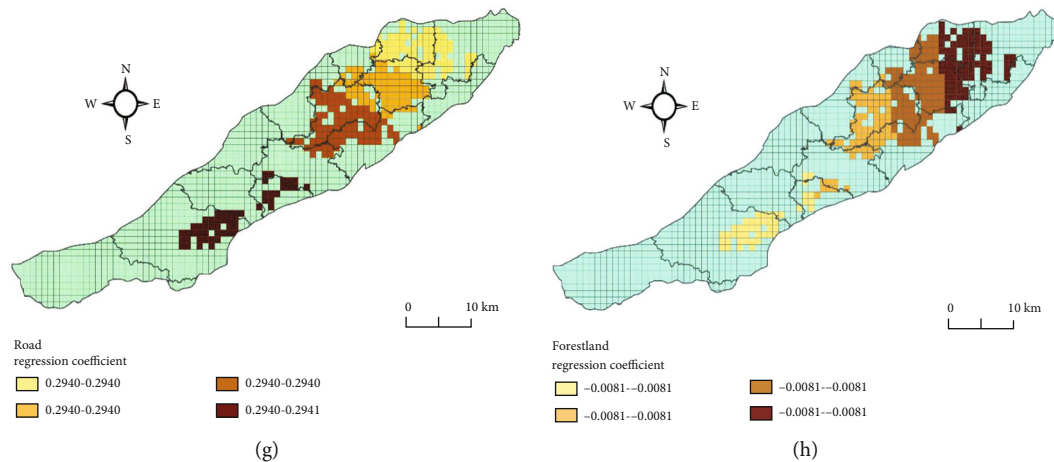 N
W E
S
0 10 km
Road
regression coefficient
0.2940-0.2940 0.2940-0.2940
0.2940-0.2940 0.2940-0.2941
(g)
N
W E
S
0 10 km
Forestland
regression coefficient
–0.0081-–0.0081 –0.0081-–0.0081
–0.0081-–0.0081 –0.0081-–0.0081
(h)